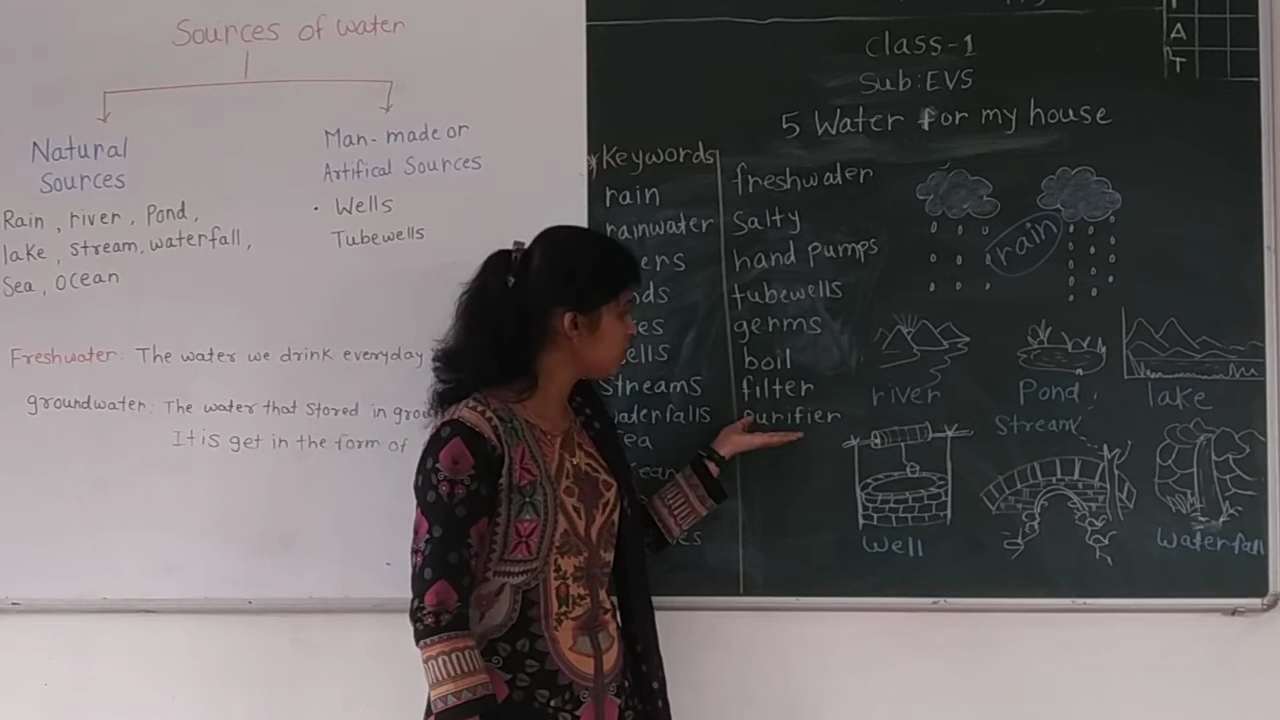 Sources of water
Natural
Sources
Rain, river, Pond,
lake, stream, waterfall,
Sea, ocean
Man-made or
Artifical Sources
. Wells
Tubewells
Freshwater: The water we drink everyday
groundwater: The water that stored in
It is get in the form of
A
T
Class-1
Sub: EVS
5 Water for my house
Keywords
rain
rainwater
streams
waterfalls
freshwater
salty
hand pumps
tubewells
germs
boil
filter
purifier
rain
river
Pond
lake
Stream
Well
Waterfall